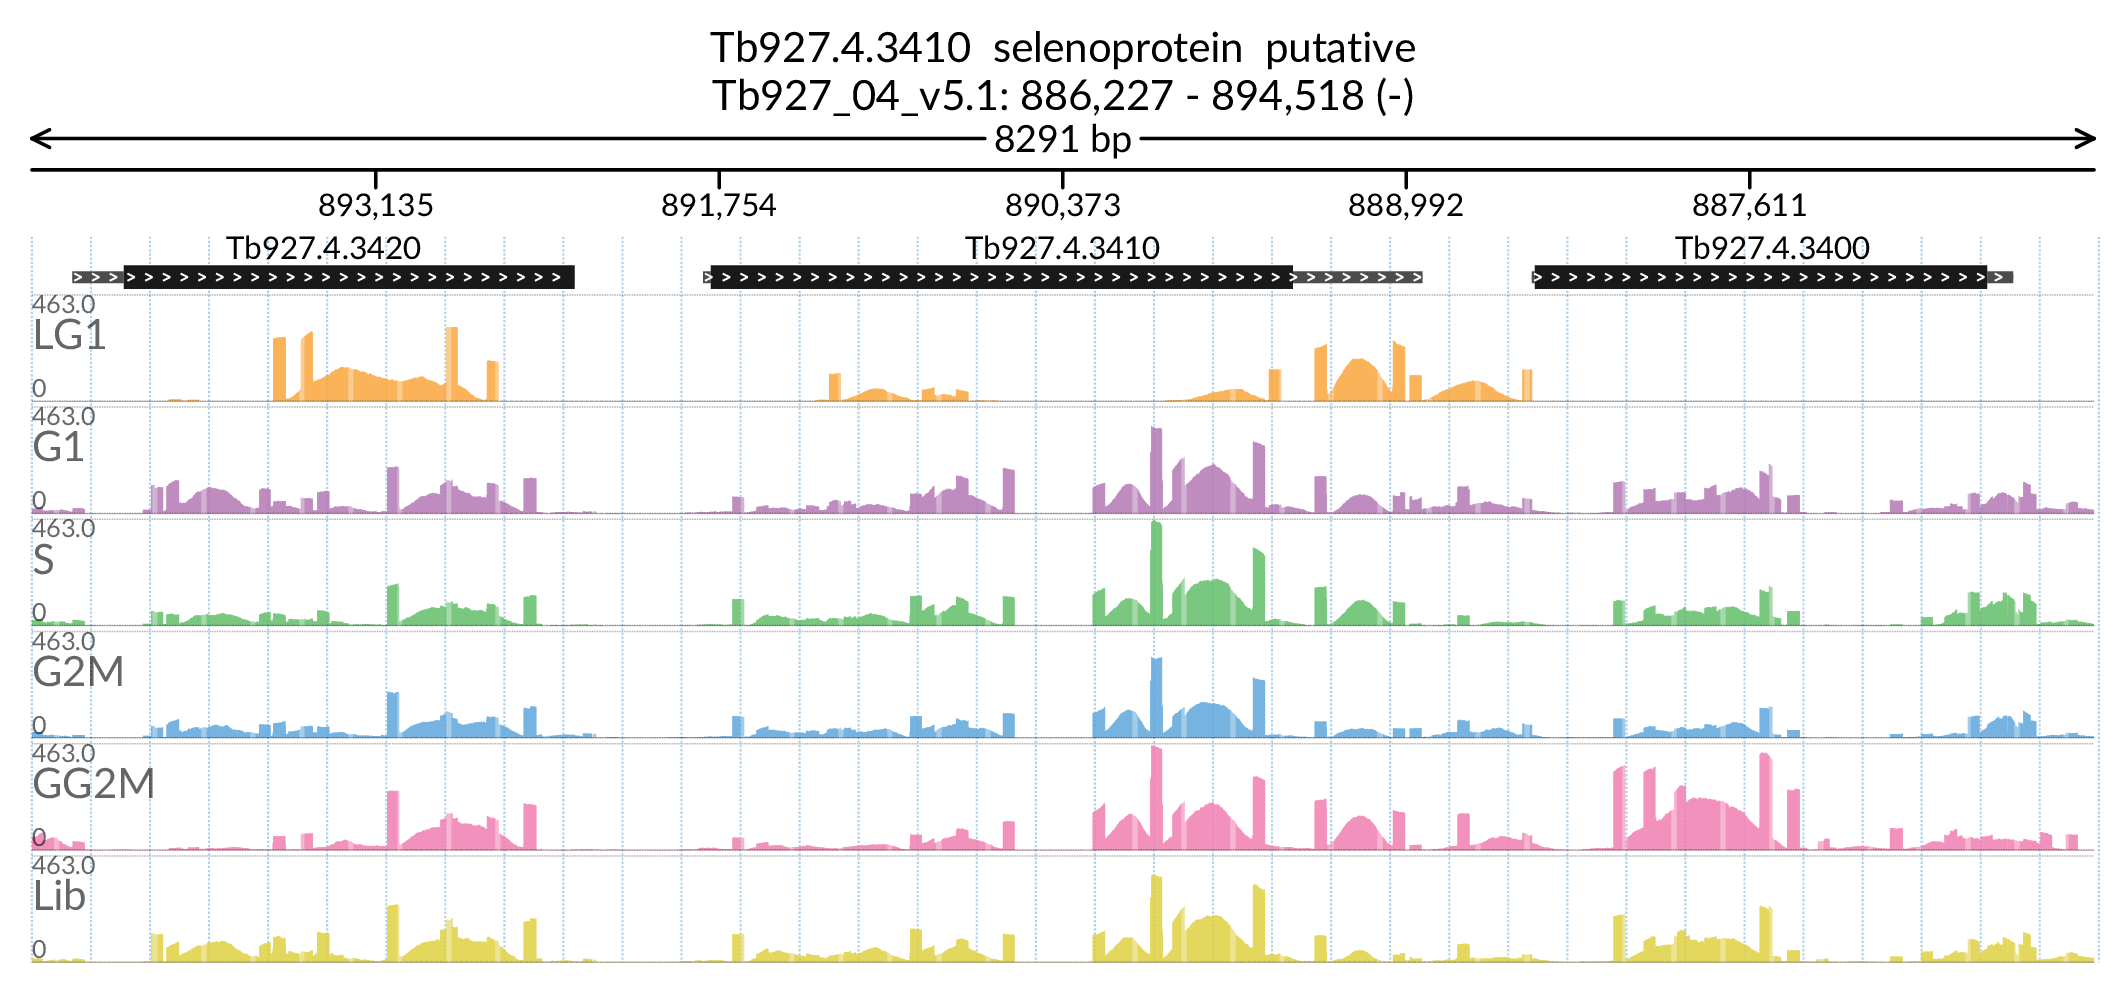 Tb927.4.3410 selenoprotein putative
Tb927_04_v5.1: 886,227 - 894,518 (-)
8291 bp
893,135 891,754 890,373 888,992 887,611
Tb927.4.3420 Tb927.4.3410 Tb927.4.3400
463.0
LG1
0
463.0
G1
0
463.0
S
0
463.0
G2M
0
463.0
GG2M
0
463.0
Lib
0